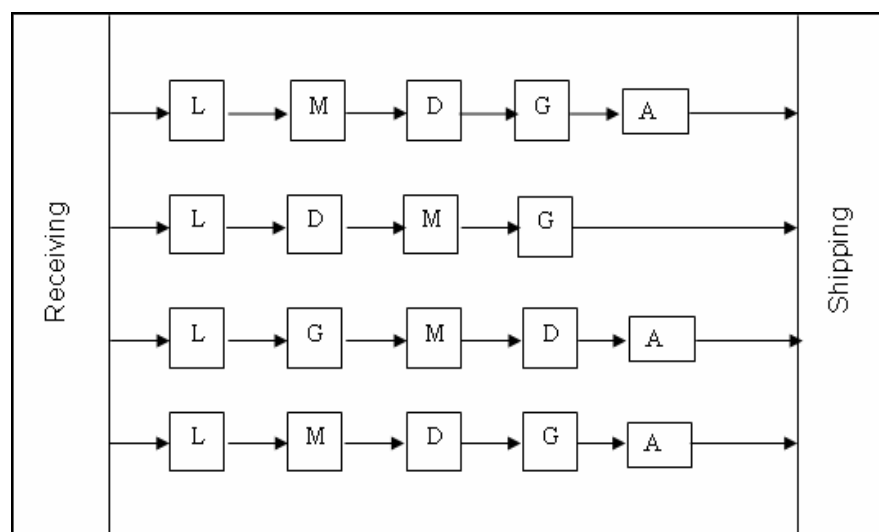 Receiving
L M D G A
L D M G
L G M D A
L M D G A
Shipping